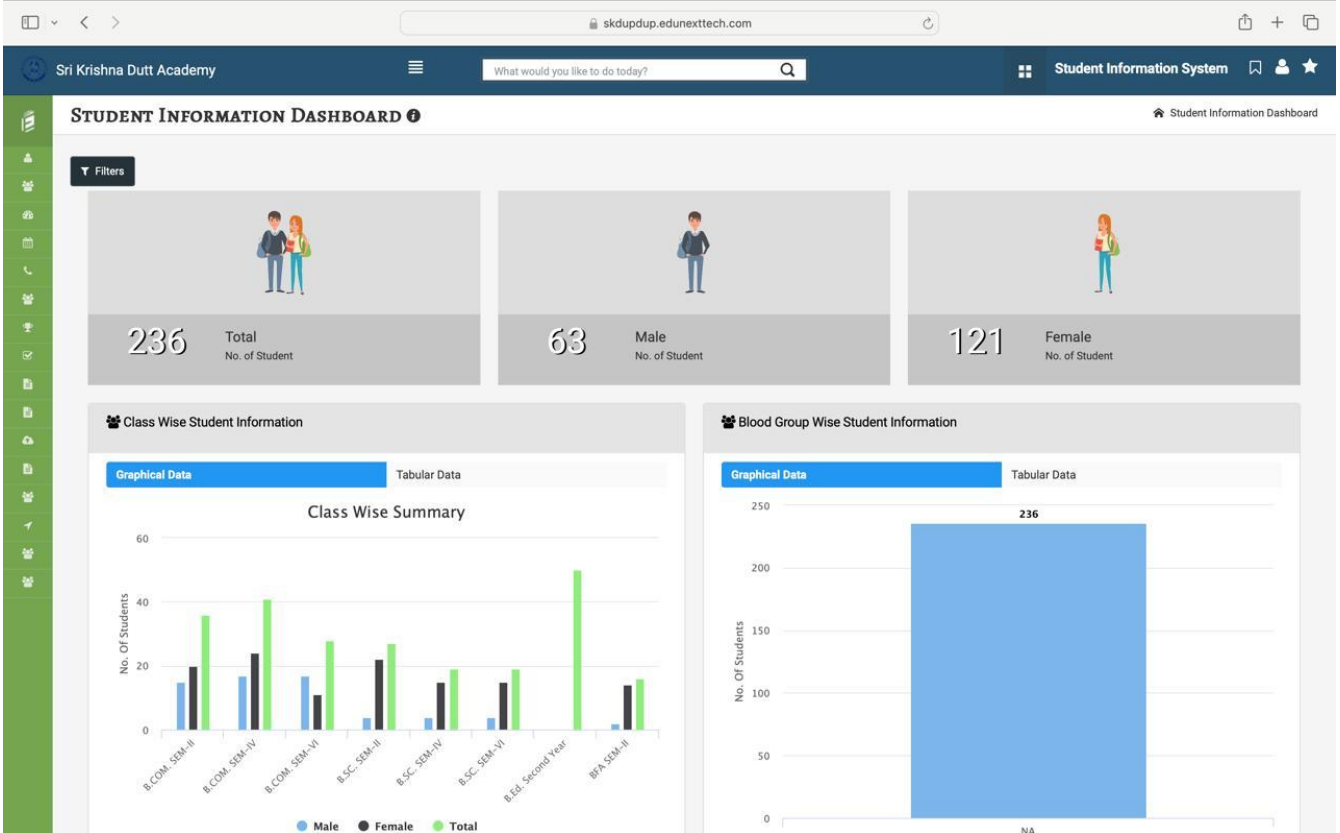 skdupdup.edunexttech.com
Sri Krishna Dutt Academy
What would you like to do today?
Student Information System
STUDENT INFORMATION DASHBOARD
Student Information Dashboard
Filters
236
Total
No. of Student
63
Male
No. of Student
121
Female
No. of Student
Class Wise Student Information
Graphical Data
Tabular Data
Class Wise Summary
No. Of Students
60
40
20
0
B.COM. SEM-II
B.COM. SEM-IV
B.COM. SEM-VI
B.SC. SEM-II
B.SC. SEM-IV
B.SC. SEM-VI
B.Ed. Second Year
BFA SEM-II
Male
Female
Total
Blood Group Wise Student Information
Graphical Data
Tabular Data
No. Of Students
250
200
150
100
50
0
236
NA